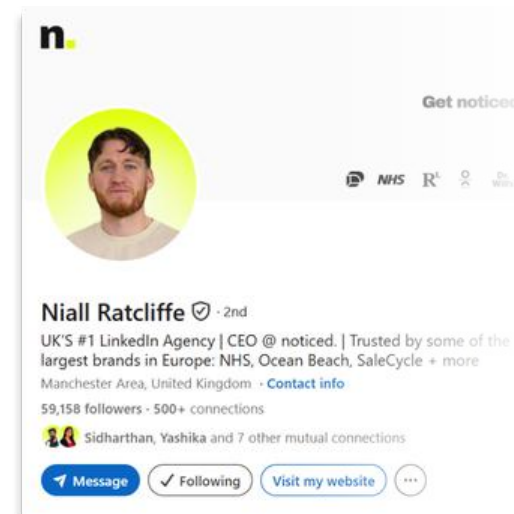 n.
Get noticed
NHS R
Niall Ratcliffe · 2nd
UK'S #1 LinkedIn Agency | CEO @ noticed. | Trusted by some of the
largest brands in Europe: NHS, Ocean Beach, SaleCycle + more
Manchester Area, United Kingdom · Contact info
59,158 followers · 500+ connections
Sidharthan, Yashika and 7 other mutual connections
Message Following Visit my website ...